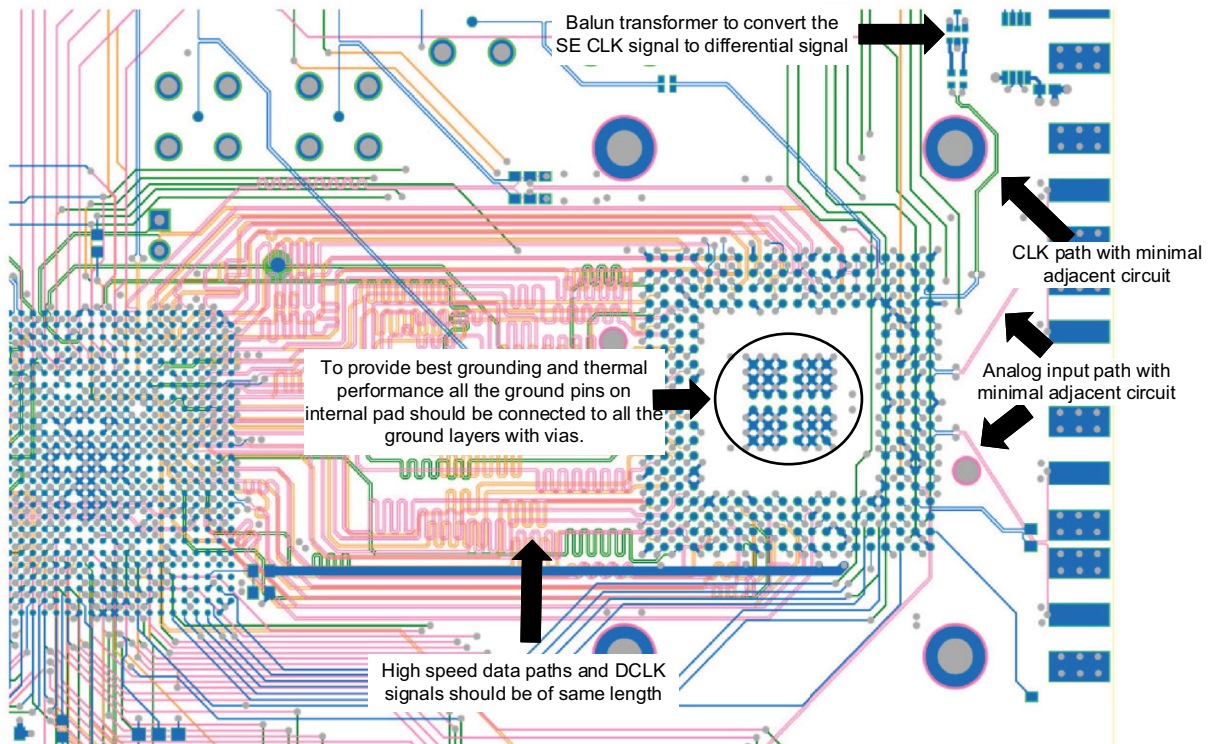 Balun transformer to convert the
SE CLK signal to differential signal
CLK path with minimal
adjacent circuit
To provide best grounding and thermal
performance all the ground pins on
internal pad should be connected to all the
ground layers with vias.
Analog input path with
minimal adjacent circuit
High speed data paths and DCLK
signals should be of same length